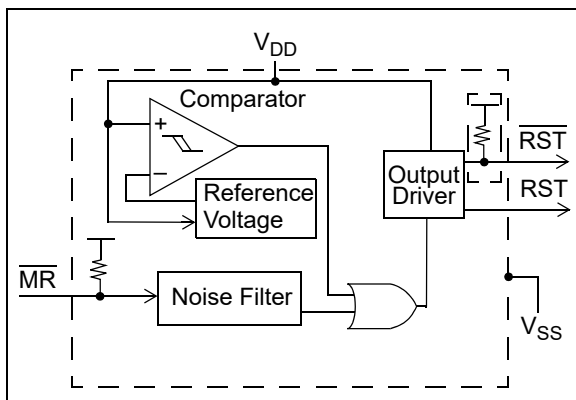 VDD
Comparator
+
−
Reference
Voltage
Output
Driver
RST
RST
MR
Noise Filter
VSS